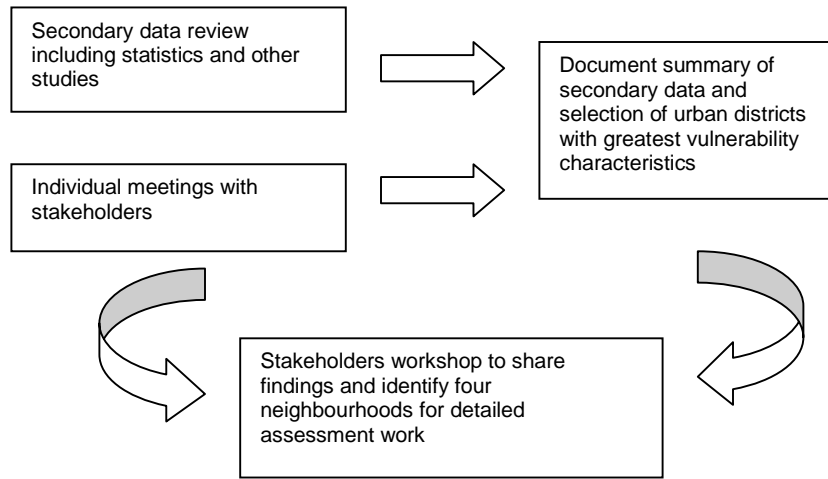 Secondary data review
including statistics and other
studies
Individual meetings with
stakeholders
Document summary of
secondary data and
selection of urban districts
with greatest vulnerability
characteristics
Stakeholders workshop to share
findings and identify four
neighbourhoods for detailed
assessment work